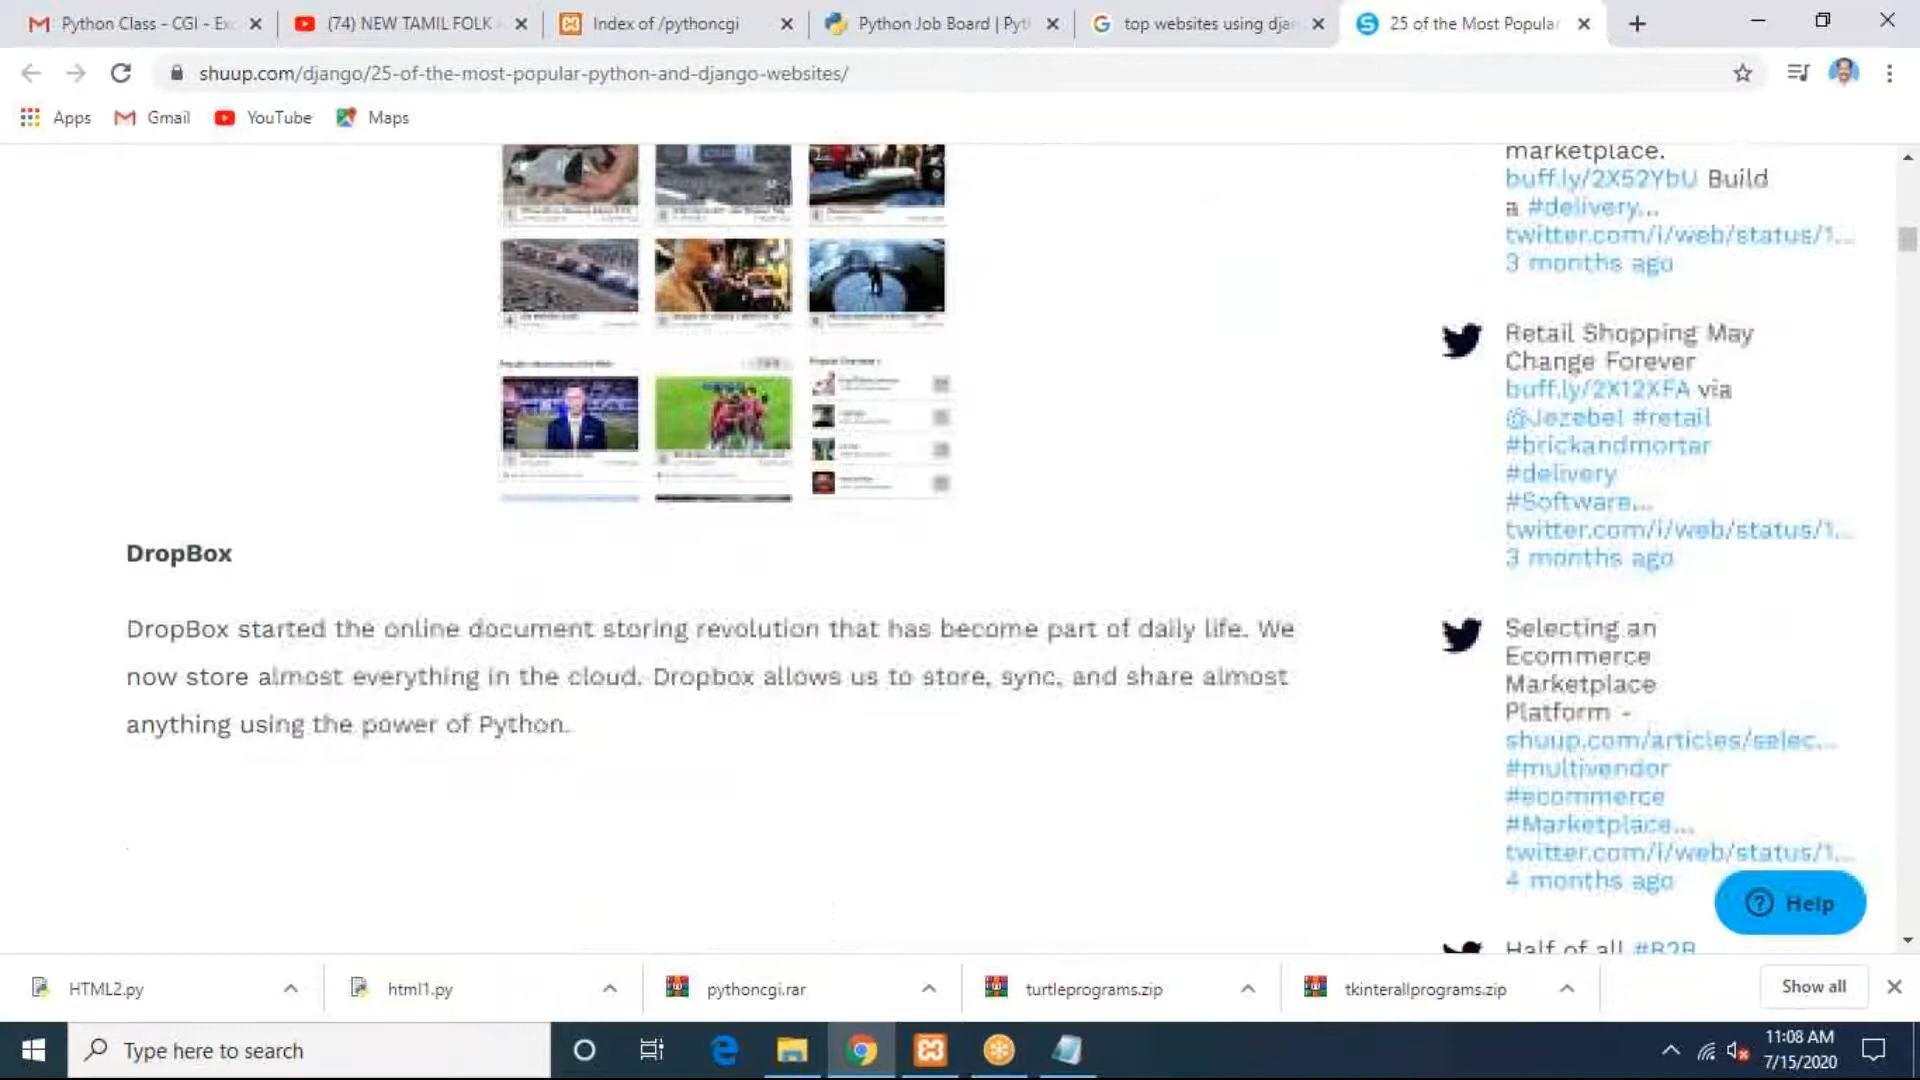 Python Class - CGI - Exc
(74) NEW TAMIL FOLK
Index of /pythoncgi
Python Job Board | Pyt
top websites using djan
25 of the Most Popular
shuup.com/django/25-of-the-most-popular-python-and-django-websites/
Apps
Gmail
YouTube
Maps
marketplace.
buff.ly/2X52YbU Build
a #delivery...
twitter.com/i/web/status/1...
3 months ago
Retail Shopping May
Change Forever
buff.ly/2X12XFA via
@Jezebel #retail
#brickandmortar
#delivery
#Software...
twitter.com/i/web/status/1...
3 months ago
DropBox
DropBox started the online document storing revolution that has become part of daily life. We
now store almost everything in the cloud. Dropbox allows us to store, sync, and share almost
anything using the power of Python.
Selecting an
Ecommerce
Marketplace
Platform -
shuup.com/articles/selec...
#multivendor
#ecommerce
#Marketplace...
twitter.com/i/web/status/1...
4 months ago
Help
Half of all #B2B
HTML2.py
html1.py
pythoncgi.rar
turtleprograms.zip
tkinterallprograms.zip
Show all
Type here to search
11:08 AM
7/15/2020